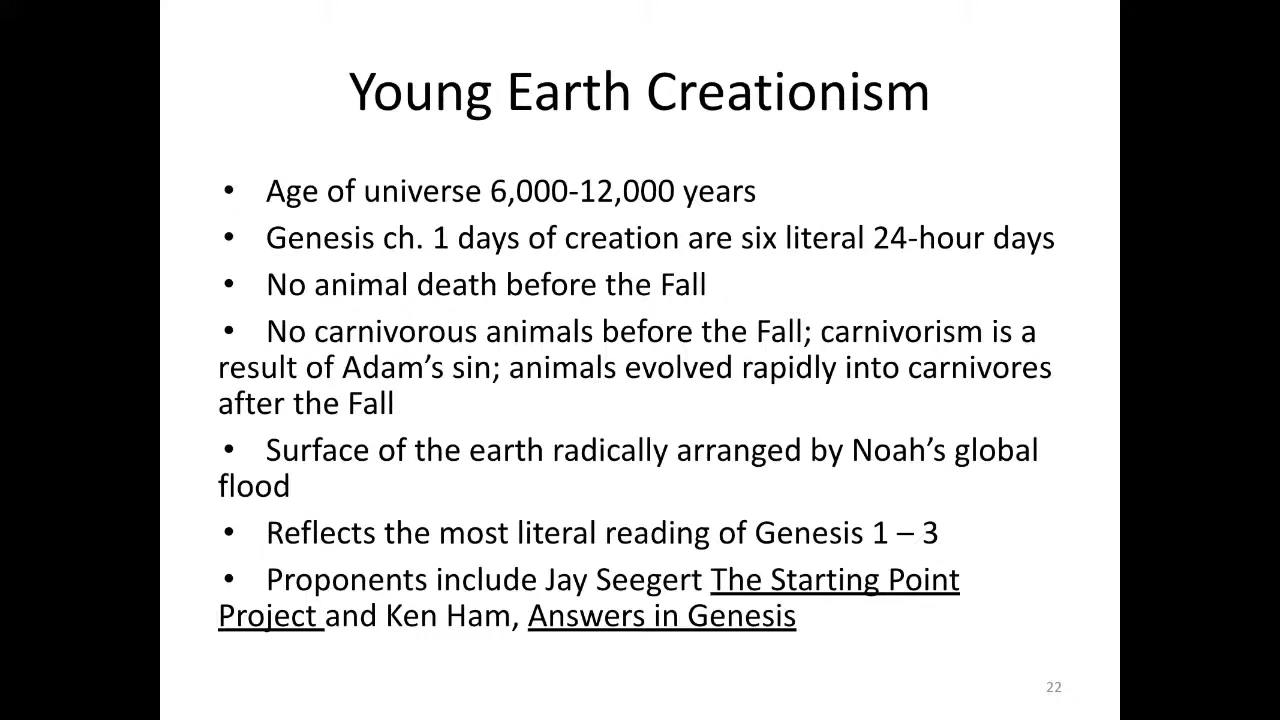 Young Earth Creationism
• Age of universe 6,000-12,000 years
• Genesis ch. 1 days of creation are six literal 24-hour days
• No animal death before the Fall
• No carnivorous animals before the Fall; carnivorism is a
result of Adam’s sin; animals evolved rapidly into carnivores
after the Fall
• Surface of the earth radically arranged by Noah’s global
flood
• Reflects the most literal reading of Genesis 1 – 3
• Proponents include Jay Seegert The Starting Point
Project and Ken Ham, Answers in Genesis
22